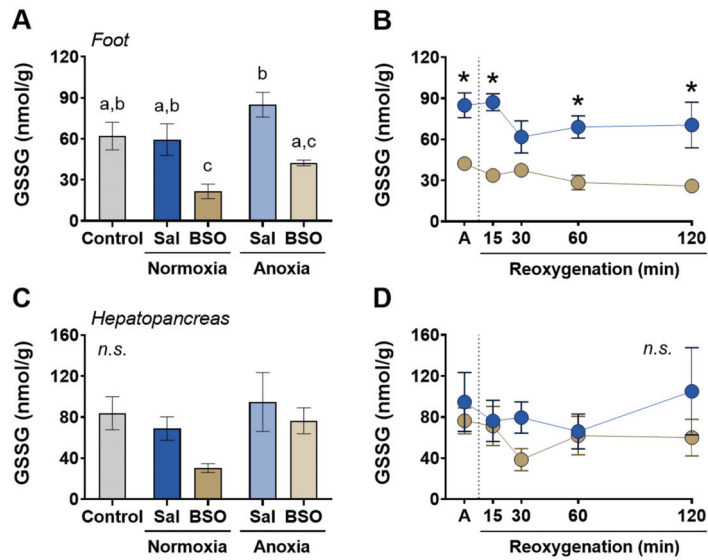 A
Foot
GSSG (nmol/g)
120
90
60
30
0
a,b
a,b
c
b
a,c
Control
Sal
BSO
Sal
BSO
Normoxia
Anoxia
B
GSSG (nmol/g)
120
90
60
30
0
*
*
*
*
A
15
30
60
120
Reoxygenation (min)
C
Hepatopancreas
n.s.
GSSG (nmol/g)
160
120
80
40
0
Control
Sal
BSO
Sal
BSO
Normoxia
Anoxia
D
n.s.
GSSG (nmol/g)
160
120
80
40
0
A
15
30
60
120
Reoxygenation (min)